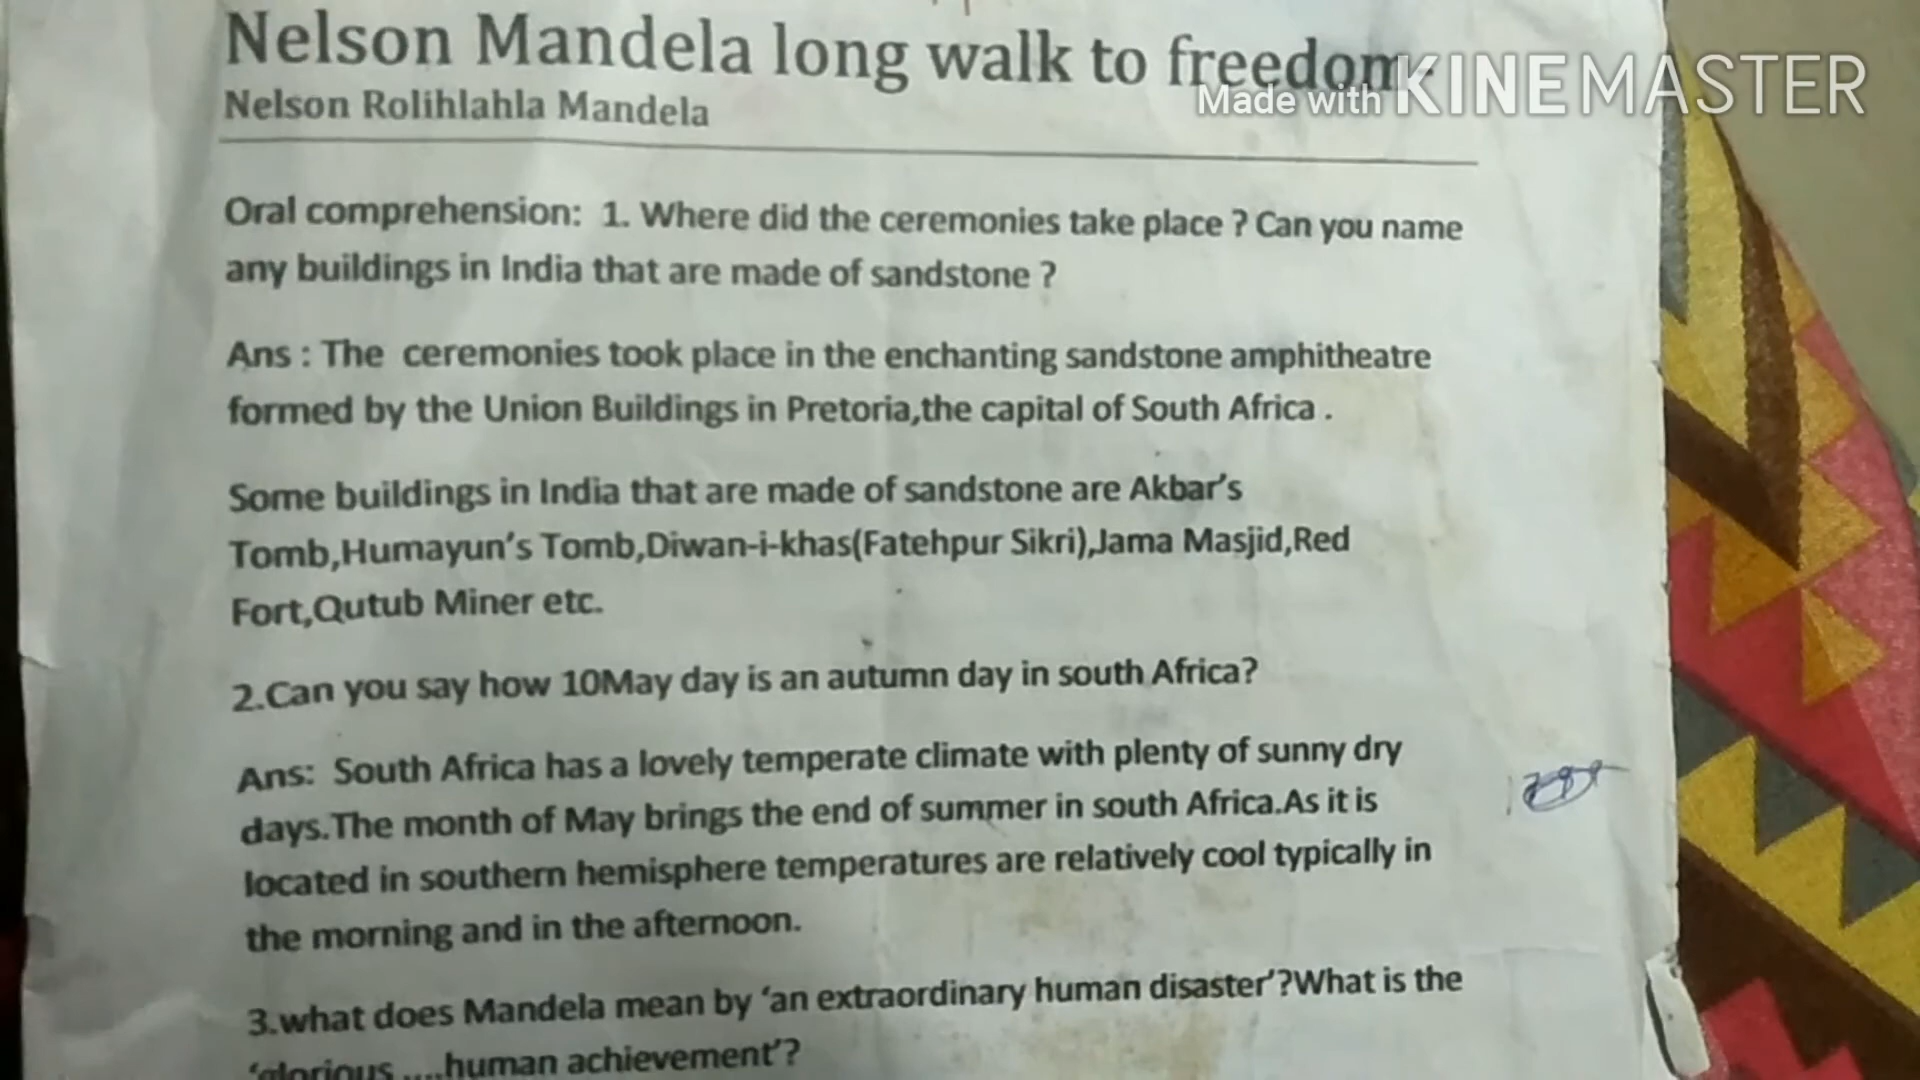 Nelson Mandela long walk to freedom
Made with KINEMASTER
Nelson Rolihlahla Mandela
Oral comprehension: 1. Where did the ceremonies take place ? Can you name
any buildings in India that are made of sandstone ?
Ans : The ceremonies took place in the enchanting sandstone amphitheatre
formed by the Union Buildings in Pretoria,the capital of South Africa .
Some buildings in India that are made of sandstone are Akbar’s
Tomb,Humayun’s Tomb,Diwan-i-khas(Fatehpur Sikri),Jama Masjid,Red
Fort,Qutub Miner etc.
2.Can you say how 10May day is an autumn day in south Africa?
Ans: South Africa has a lovely temperate climate with plenty of sunny dry
days.The month of May brings the end of summer in south Africa.As it is
located in southern hemisphere temperatures are relatively cool typically in
the morning and in the afternoon.
3.what does Mandela mean by ‘an extraordinary human disaster’?What is the
‘glorious ....human achievement’?